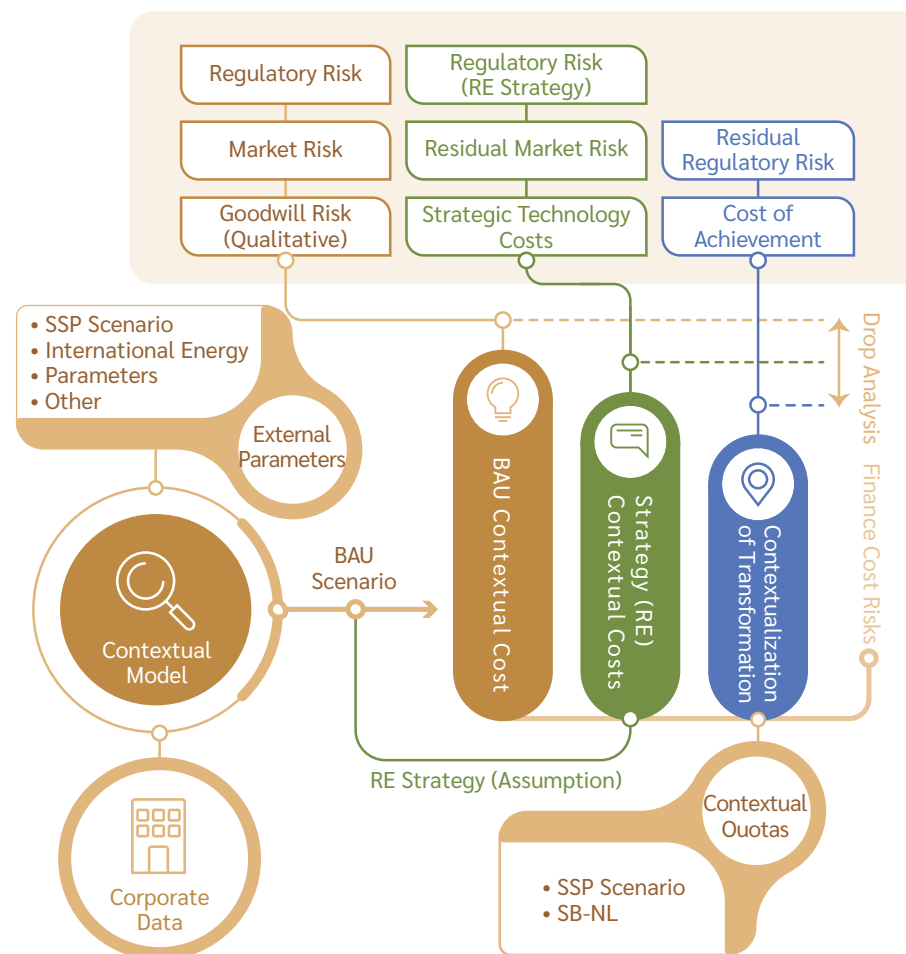 Regulatory Risk
Market Risk
Goodwill Risk
(Qualitative)
Regulatory Risk
(RE Strategy)
Residual Market Risk
Strategic Technology
Costs
Residual
Regulatory Risk
Cost of
Achievement
• SSP Scenario
• International Energy
• Parameters
• Other
External
Parameters
Contextual
Model
Corporate
Data
BAU
Scenario
RE Strategy (Assumption)
BAU Contextual Cost
Strategy (RE)
Contextual Costs
Contextualization
of Transformation
Drop Analysis
Finance Cost Risks
Contextual
Ouotas
• SSP Scenario
• SB-NL